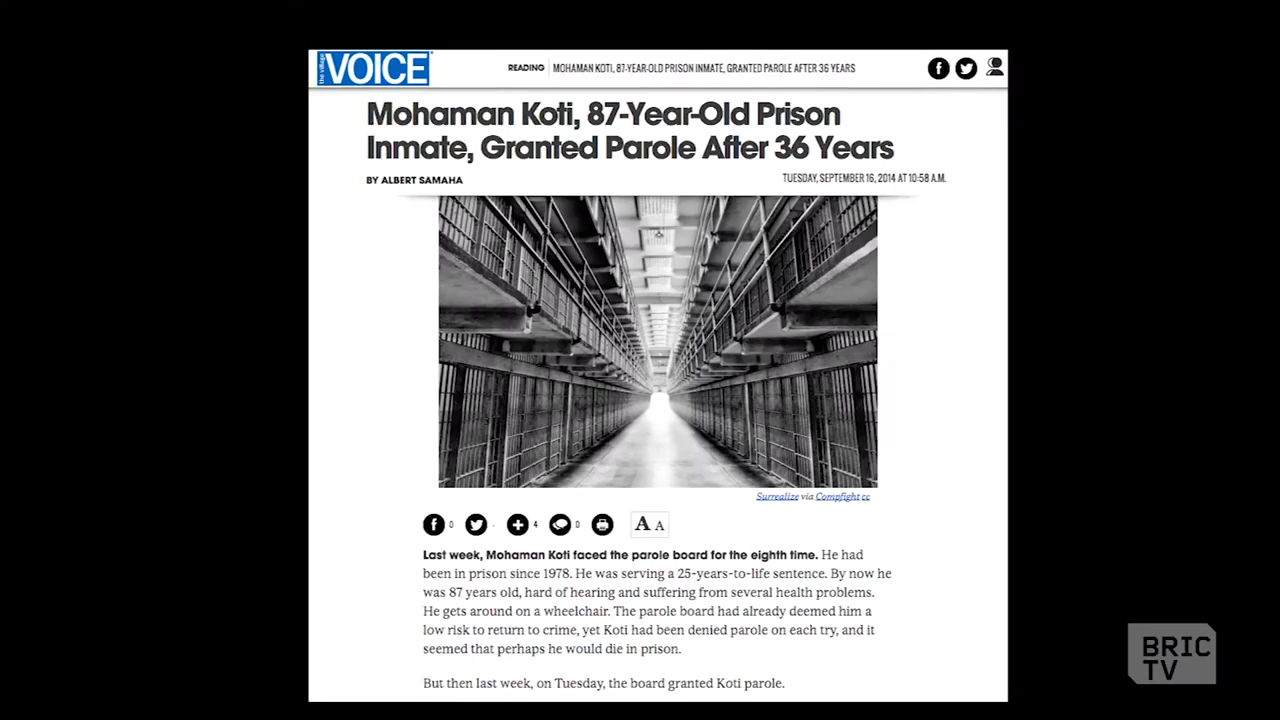 the village VOICE
READING MOHAMAN KOTI, 87-YEAR-OLD PRISON INMATE, GRANTED PAROLE AFTER 36 YEARS
Mohaman Koti, 87-Year-Old Prison
Inmate, Granted Parole After 36 Years
BY ALBERT SAMAHA
TUESDAY, SEPTEMBER 16, 2014 AT 10:58 A.M.
Surrealize via Compfight cc
0 - 4 0 A A
Last week, Mohaman Koti faced the parole board for the eighth time. He had
been in prison since 1978. He was serving a 25-years-to-life sentence. By now he
was 87 years old, hard of hearing and suffering from several health problems.
He gets around on a wheelchair. The parole board had already deemed him a
low risk to return to crime, yet Koti had been denied parole on each try, and it
seemed that perhaps he would die in prison.
But then last week, on Tuesday, the board granted Koti parole.
BRIC
TV